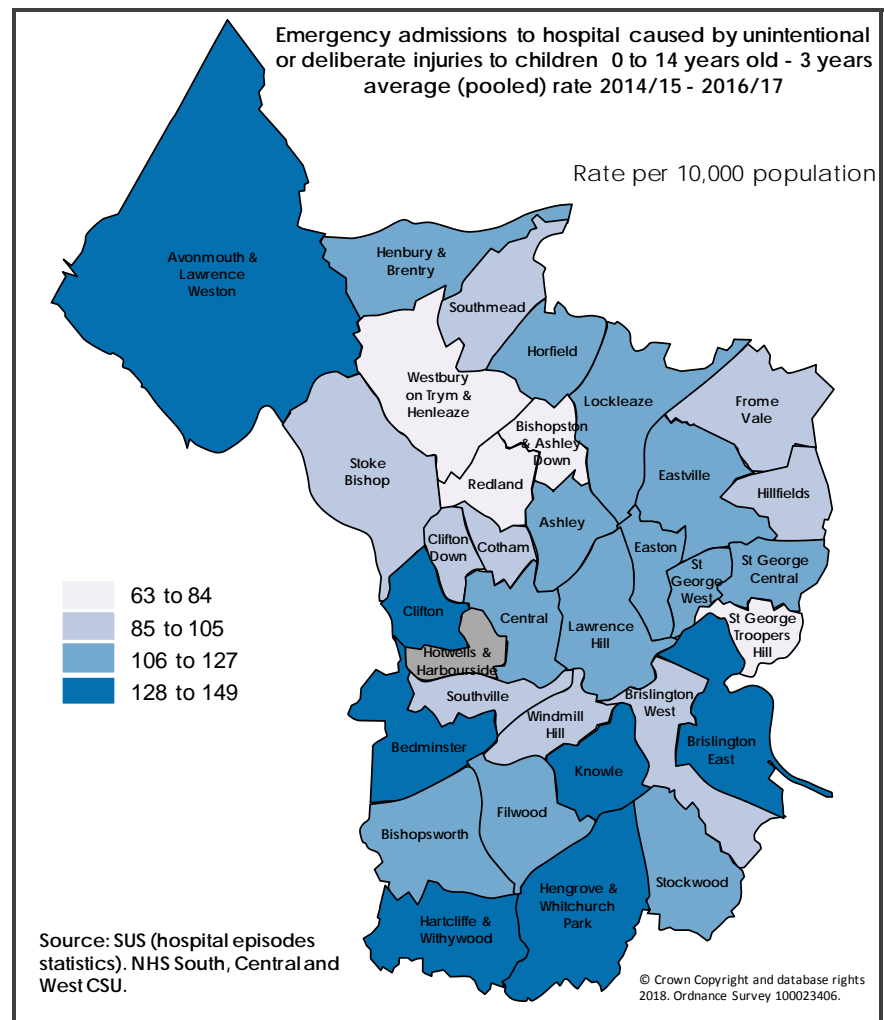 Emergency admissions to hospital caused by unintentional
or deliberate injuries to children 0 to 14 years old - 3 years
average (pooled) rate 2014/15 - 2016/17
Rate per 10,000 population
Avonmouth &
Lawrence
Weston
Henbury &
Brentry
Southmead
Horfield
Westbury
on Trym &
Henleaze
Lockleaze
Frome
Vale
Bishopston
& Ashley
Down
Stoke
Bishop
Redland
Eastville
Hillfields
Ashley
Clifton
Down
Cotham
Easton
St
George
West
St George
Central
Clifton
Central
Lawrence
Hill
St George
Troopers
Hill
Hotwells &
Harbourside
Southville
Windmill
Hill
Brislington
West
Brislington
East
Bedminster
Knowle
Bishopsworth
Filwood
Stockwood
Hengrove &
Whitchurch
Park
Hartcliffe &
Withywood
63 to 84
85 to 105
106 to 127
128 to 149
Source: SUS (hospital episodes
statistics). NHS South, Central and
West CSU.
© Crown Copyright and database rights
2018. Ordnance Survey 100023406.